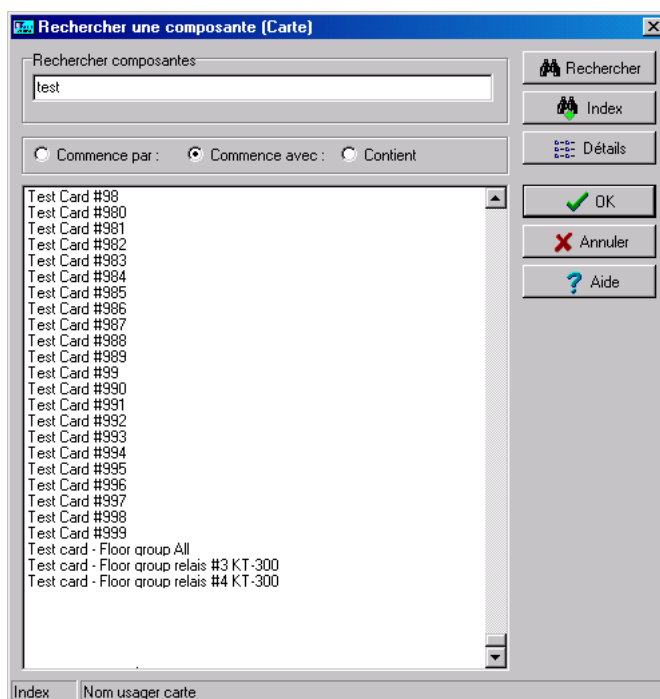 Rechercher une composante (Carte)
Rechercher composantes
test
Rechercher
Index
Détails
Commence par :
Commence avec :
Contient
OK
Annuler
Aide
Test Card #98
Test Card #980
Test Card #981
Test Card #982
Test Card #983
Test Card #984
Test Card #985
Test Card #986
Test Card #987
Test Card #988
Test Card #989
Test Card #99
Test Card #990
Test Card #991
Test Card #992
Test Card #993
Test Card #994
Test Card #995
Test Card #996
Test Card #997
Test Card #998
Test Card #999
Test card - Floor group All
Test card - Floor group relais #3 KT-300
Test card - Floor group relais #4 KT-300
Index
Nom usager carte